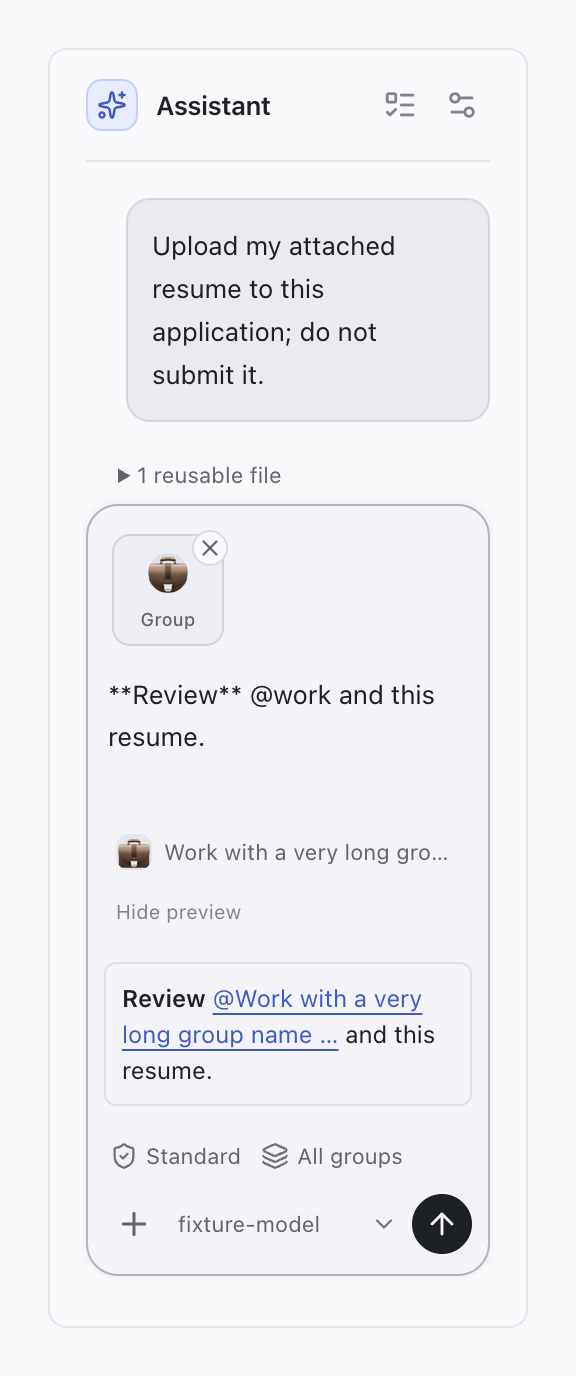 Assistant
Upload my attached
resume to this
application; do not
submit it.
1 reusable file
Group
**Review** @work and this
resume.
Work with a very long gro...
Hide preview
Review @Work with a very
long group name ... and this
resume.
Standard All groups
fixture-model